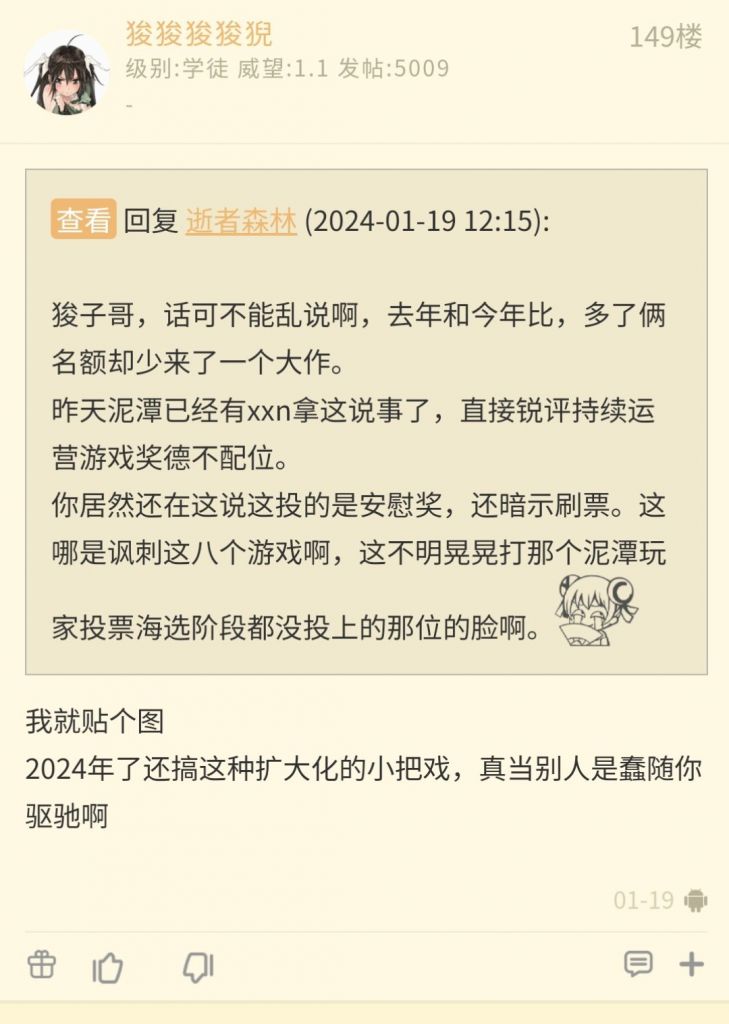 狻狻狻狻猊
149楼
级别:学徒 威望:1.1 发帖:5009
-
查看 回复 逝者森林 (2024-01-19 12:15):
狻子哥，话可不能乱说啊，去年和今年比，多了俩
名额却少来了一个大作。
昨天泥潭已经有xxn拿这说事了，直接锐评持续运
营游戏奖德不配位。
你居然还在这说这投的是安慰奖，还暗示刷票。这
哪是讽刺这八个游戏啊，这不明晃晃打那个泥潭玩
家投票海选阶段都没投上的那位的脸啊。
我就贴个图
2024年了还搞这种扩大化的小把戏，真当别人是蠢随你
驱驰啊
01-19